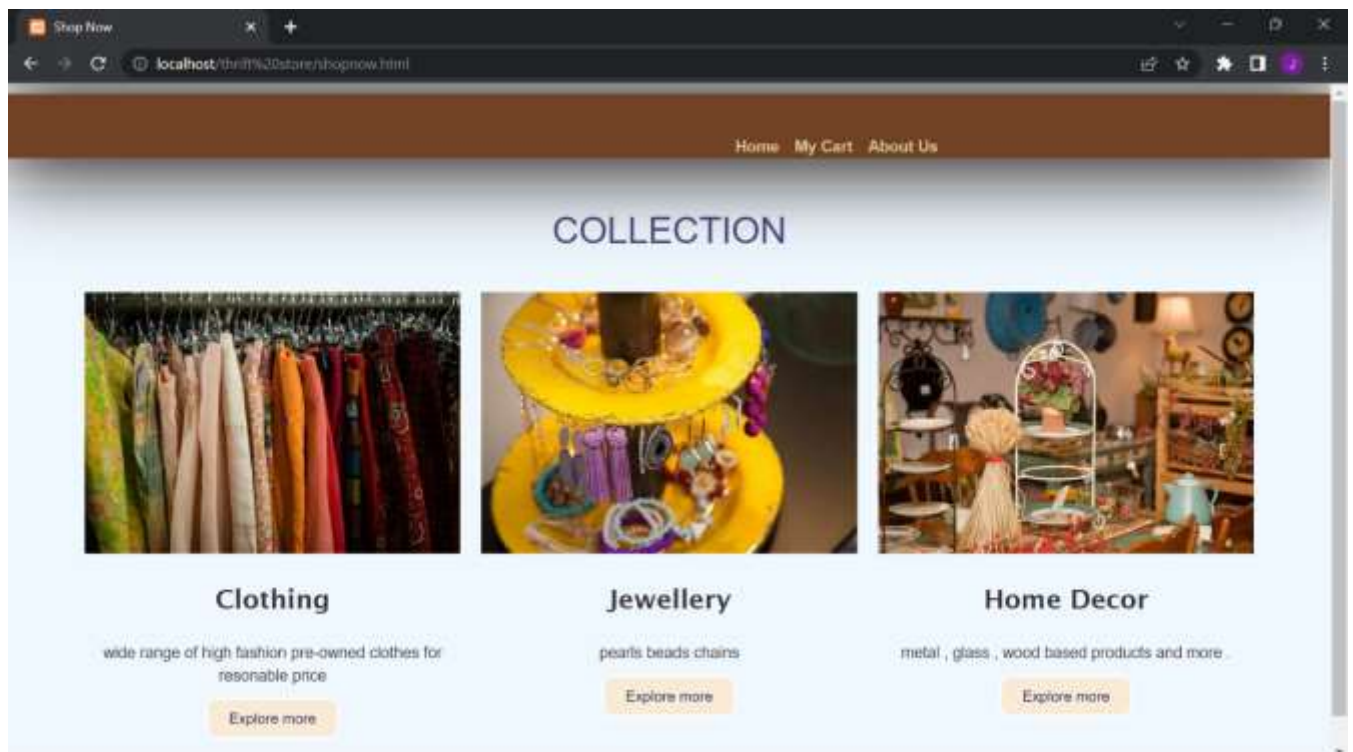 Shop Now
localhost/thrift%20store/shopnow.html
Home My Cart About Us
COLLECTION
Clothing
wide range of high fashion pre-owned clothes for
resonable price
Explore more
Jewellery
pearls beads chains
Explore more
Home Decor
metal , glass , wood based products and more .
Explore more